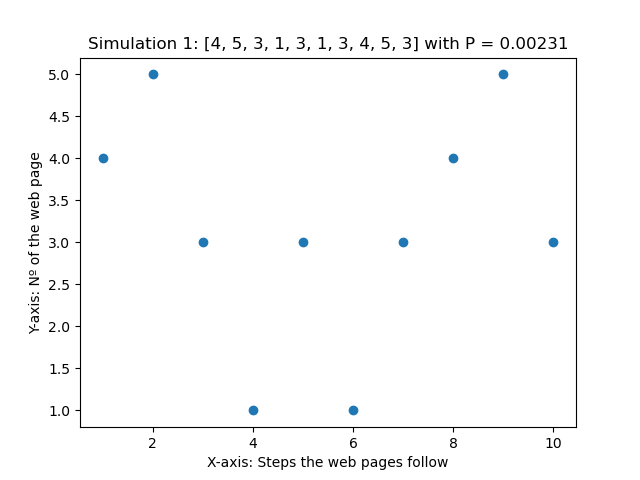 Simulation 1: [4, 5, 3, 1, 3, 1, 3, 4, 5, 3] with P = 0.00231
Y-axis: Nº of the web page
5.0
4.5
4.0
3.5
3.0
2.5
2.0
1.5
1.0
2 4 6 8 10
X-axis: Steps the web pages follow